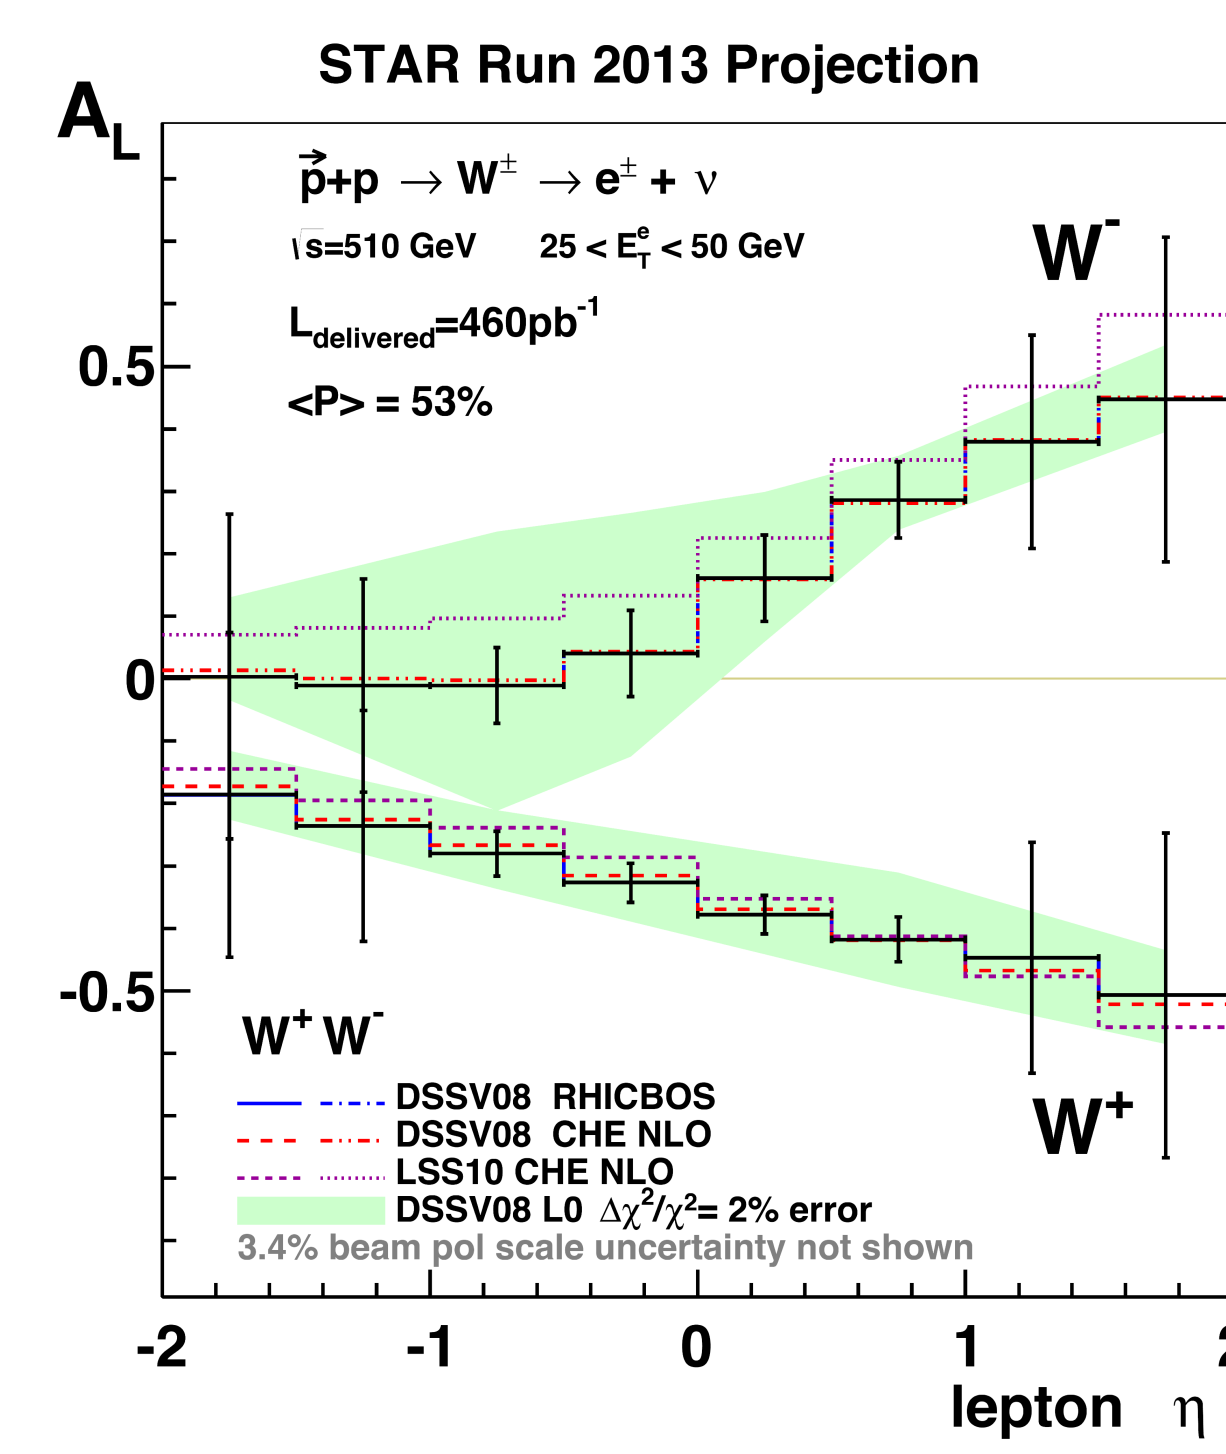 STAR Run 2013 Projection
A_L
p⃗+p → W^± → e^± + ν
√s=510 GeV 25 < E_T^e < 50 GeV
L_delivered=460pb^-1
<P> = 53%
W^-
0.5
0
-0.5
W^+ W^-
DSSV08 RHICBOS
DSSV08 CHE NLO
LSS10 CHE NLO
DSSV08 L0 Δχ²/χ²= 2% error
3.4% beam pol scale uncertainty not shown
W^+
-2 -1 0 1 2
lepton η